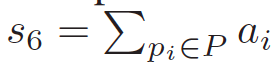 s_6 = \sum_{p_i \in P} a_i